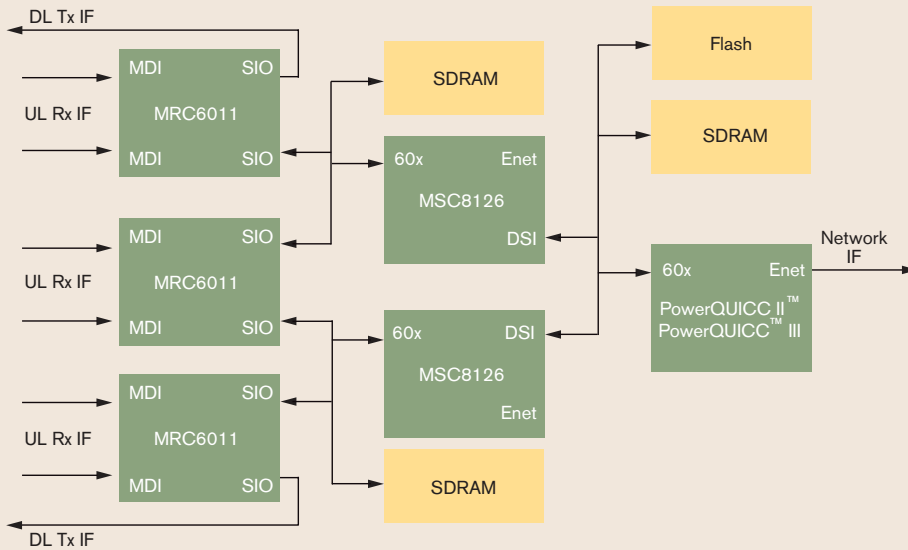 DL Tx IF
MDI SIO
UL Rx IF
MRC6011
MDI SIO
MDI SIO
UL Rx IF
MRC6011
MDI SIO
MDI SIO
UL Rx IF
MRC6011
MDI SIO
DL Tx IF
SDRAM
60x Enet
MSC8126
DSI
60x DSI
MSC8126
Enet
SDRAM
Flash
SDRAM
60x Enet
PowerQUICC II™
PowerQUICC™ III
Network
IF